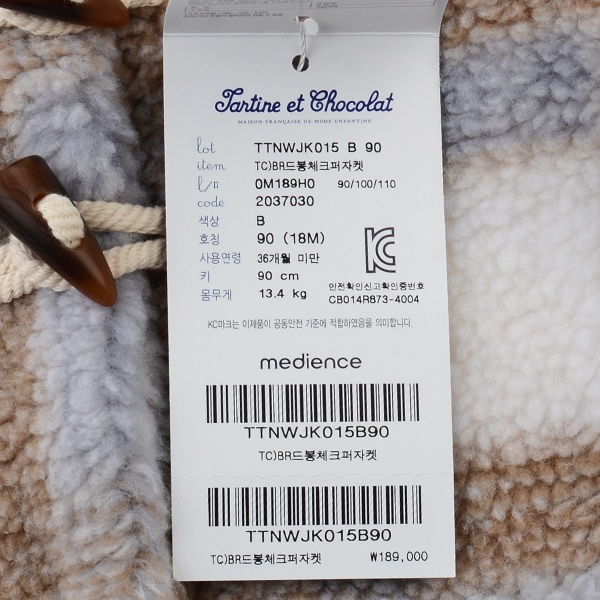 Tartine et Chocolat
MAISON FRANÇAISE DE MODE ENFANTINE
lot TTNWJK015 B 90
item TC)BR드봉체크퍼자켓
l/# 0M189H0 90/100/110
code 2037030
색상 B
호칭 90 (18M)
사용연령 36개월 미만
키 90 cm
몸무게 13.4 kg
안전확인신고확인증번호
CB014R873-4004
KC마크는 이제품이 공통안전 기준에 적합하였음을 의미합니다.
medience
TTNWJK015B90
TC)BR드봉체크퍼자켓
TTNWJK015B90
TC)BR드봉체크퍼자켓 ₩189,000